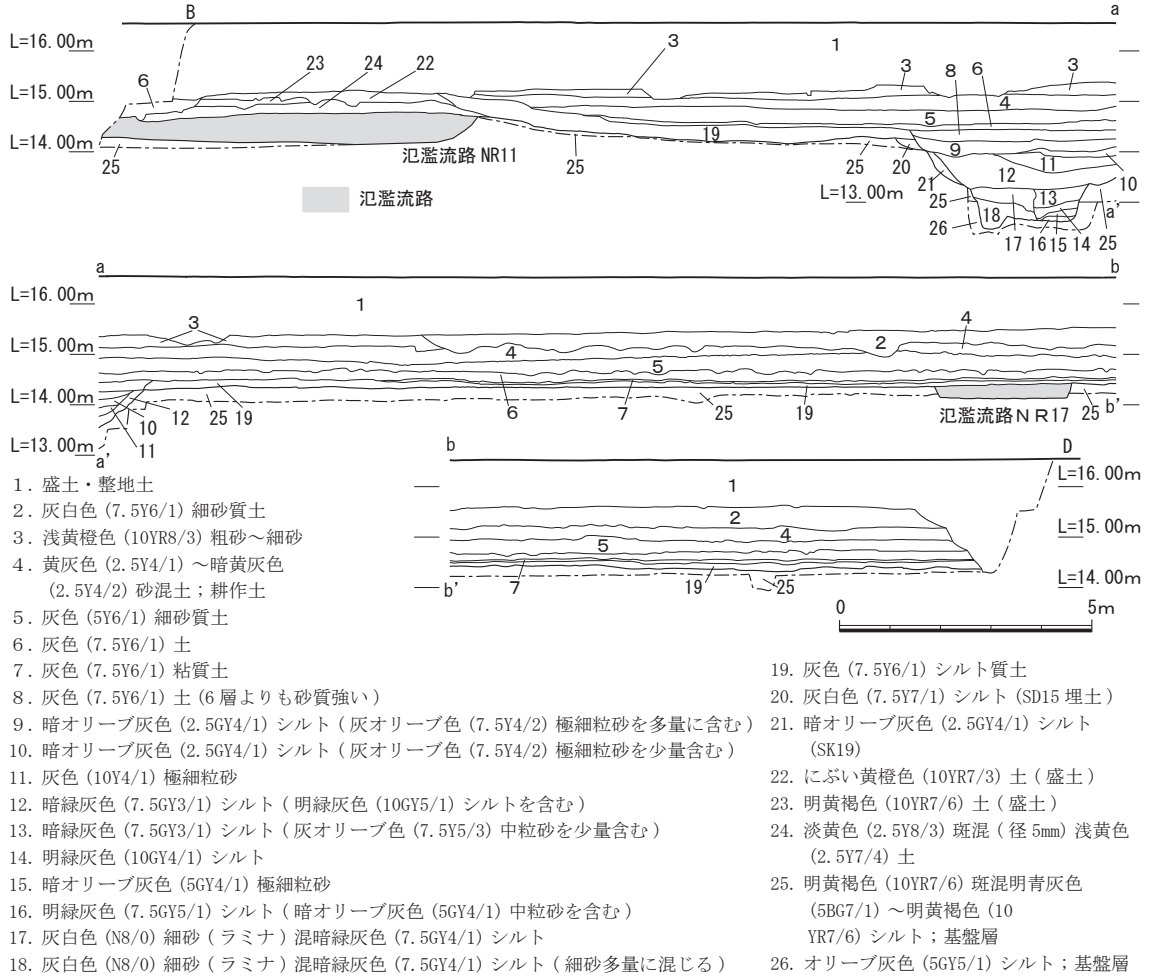 B
a
L=16.00m
3
1
23
24
22
6
3
8
6
3
L=15.00m
4
5
19
L=14.00m
9
11
氾濫流路 NR11
25
25
25
20
12
10
氾濫流路
L=13.00m
21
13
25
a'
26
18
17
16
15
14
25
a
b
L=16.00m
1
3
4
L=15.00m
4
2
5
L=14.00m
12
25
19
6
7
25
19
氾濫流路ＮＲ17
25
b'
10
11
L=13.00m
a'
b
D
L=16.00m
1
2
L=15.00m
5
4
L=14.00m
b'
7
19
25
0
5m
１. 盛土・整地土
２. 灰白色 (7.5Y6/1) 細砂質土
３. 浅黄橙色 (10YR8/3) 粗砂～細砂
４. 黄灰色 (2.5Y4/1) ～暗黄灰色
(2.5Y4/2) 砂混土；耕作土
５. 灰色 (5Y6/1) 細砂質土
６. 灰色 (7.5Y6/1) 土
７. 灰色 (7.5Y6/1) 粘質土
８. 灰色 (7.5Y6/1) 土 (6 層よりも砂質強い )
９. 暗オリーブ灰色 (2.5GY4/1) シルト ( 灰オリーブ色 (7.5Y4/2) 極細粒砂を多量に含む )
10. 暗オリーブ灰色 (2.5GY4/1) シルト ( 灰オリーブ色 (7.5Y4/2) 極細粒砂を少量含む )
11. 灰色 (10Y4/1) 極細粒砂
12. 暗緑灰色 (7.5GY3/1) シルト ( 明緑灰色 (10GY5/1) シルトを含む )
13. 暗緑灰色 (7.5GY3/1) シルト ( 灰オリーブ色 (7.5Y5/3) 中粒砂を少量含む )
14. 明緑灰色 (10GY4/1) シルト
15. 暗オリーブ灰色 (5GY4/1) 極細粒砂
16. 明緑灰色 (7.5GY5/1) シルト ( 暗オリーブ灰色 (5GY4/1) 中粒砂を含む )
17. 灰白色 (N8/0) 細砂 ( ラミナ ) 混暗緑灰色 (7.5GY4/1) シルト
18. 灰白色 (N8/0) 細砂 ( ラミナ ) 混暗緑灰色 (7.5GY4/1) シルト ( 細砂多量に混じる )
19. 灰色 (7.5Y6/1) シルト質土
20. 灰白色 (7.5Y7/1) シルト (SD15 埋土 )
21. 暗オリーブ灰色 (2.5GY4/1) シルト
(SK19)
22. にぶい黄橙色 (10YR7/3) 土 ( 盛土 )
23. 明黄褐色 (10YR7/6) 土 ( 盛土 )
24. 淡黄色 (2.5Y8/3) 斑混 ( 径 5mm) 浅黄色
(2.5Y7/4) 土
25. 明黄褐色 (10YR7/6) 斑混明青灰色
(5BG7/1) ～明黄褐色 (10
YR7/6) シルト；基盤層
26. オリーブ灰色 (5GY5/1) シルト；基盤層